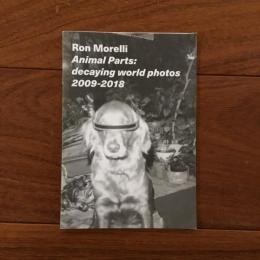 Ron Morelli
Animal Parts:
decaying world photos
2009-2018